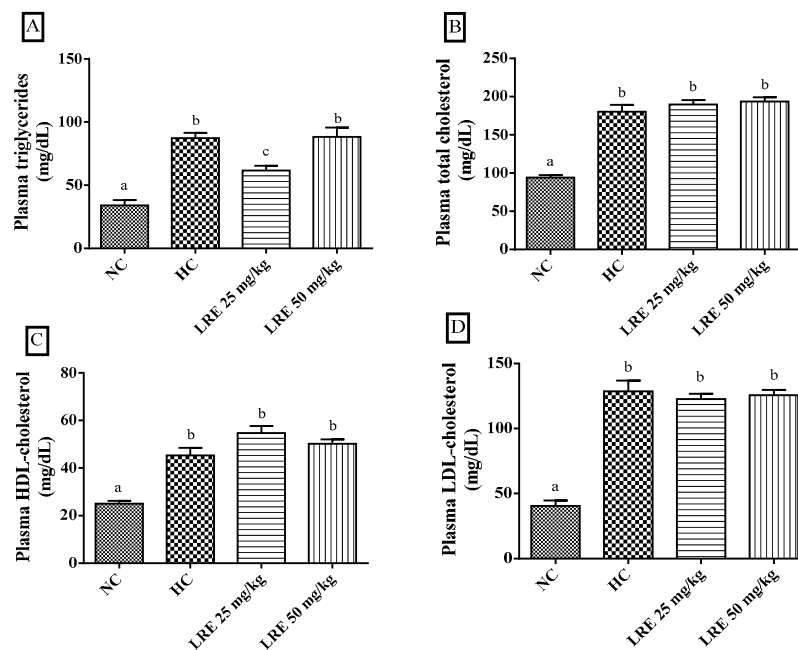 A
Plasma triglycerides
(mg/dL)
150
100
50
0
a
b
c
b
NC
HC
LRE 25 mg/kg
LRE 50 mg/kg
B
Plasma total cholesterol
(mg/dL)
250
200
150
100
50
0
a
b
b
b
NC
HC
LRE 25 mg/kg
LRE 50 mg/kg
C
Plasma HDL-cholesterol
(mg/dL)
80
60
40
20
0
a
b
b
b
NC
HC
LRE 25 mg/kg
LRE 50 mg/kg
D
Plasma LDL-cholesterol
(mg/dL)
150
100
50
0
a
b
b
b
NC
HC
LRE 25 mg/kg
LRE 50 mg/kg